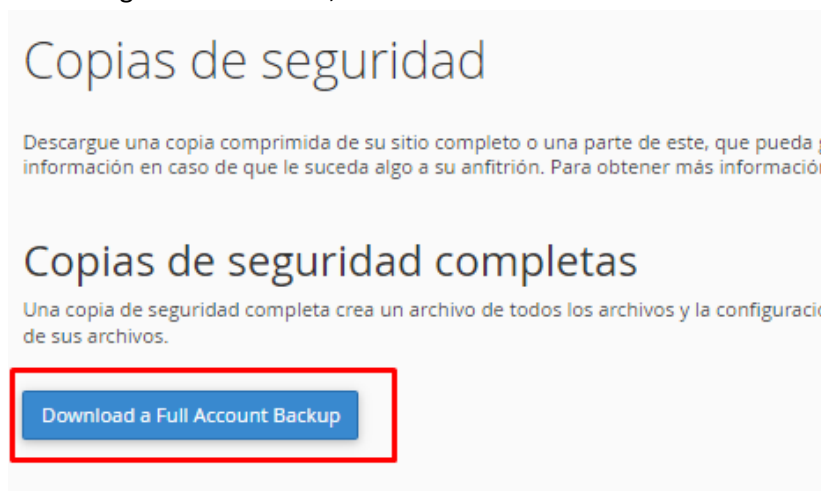 Copias de seguridad
Descargue una copia comprimida de su sitio completo o una parte de este, que pueda
información en caso de que le suceda algo a su anfitrión. Para obtener más información
Copias de seguridad completas
Una copia de seguridad completa crea un archivo de todos los archivos y la
de sus archivos.
Download a Full Account Backup